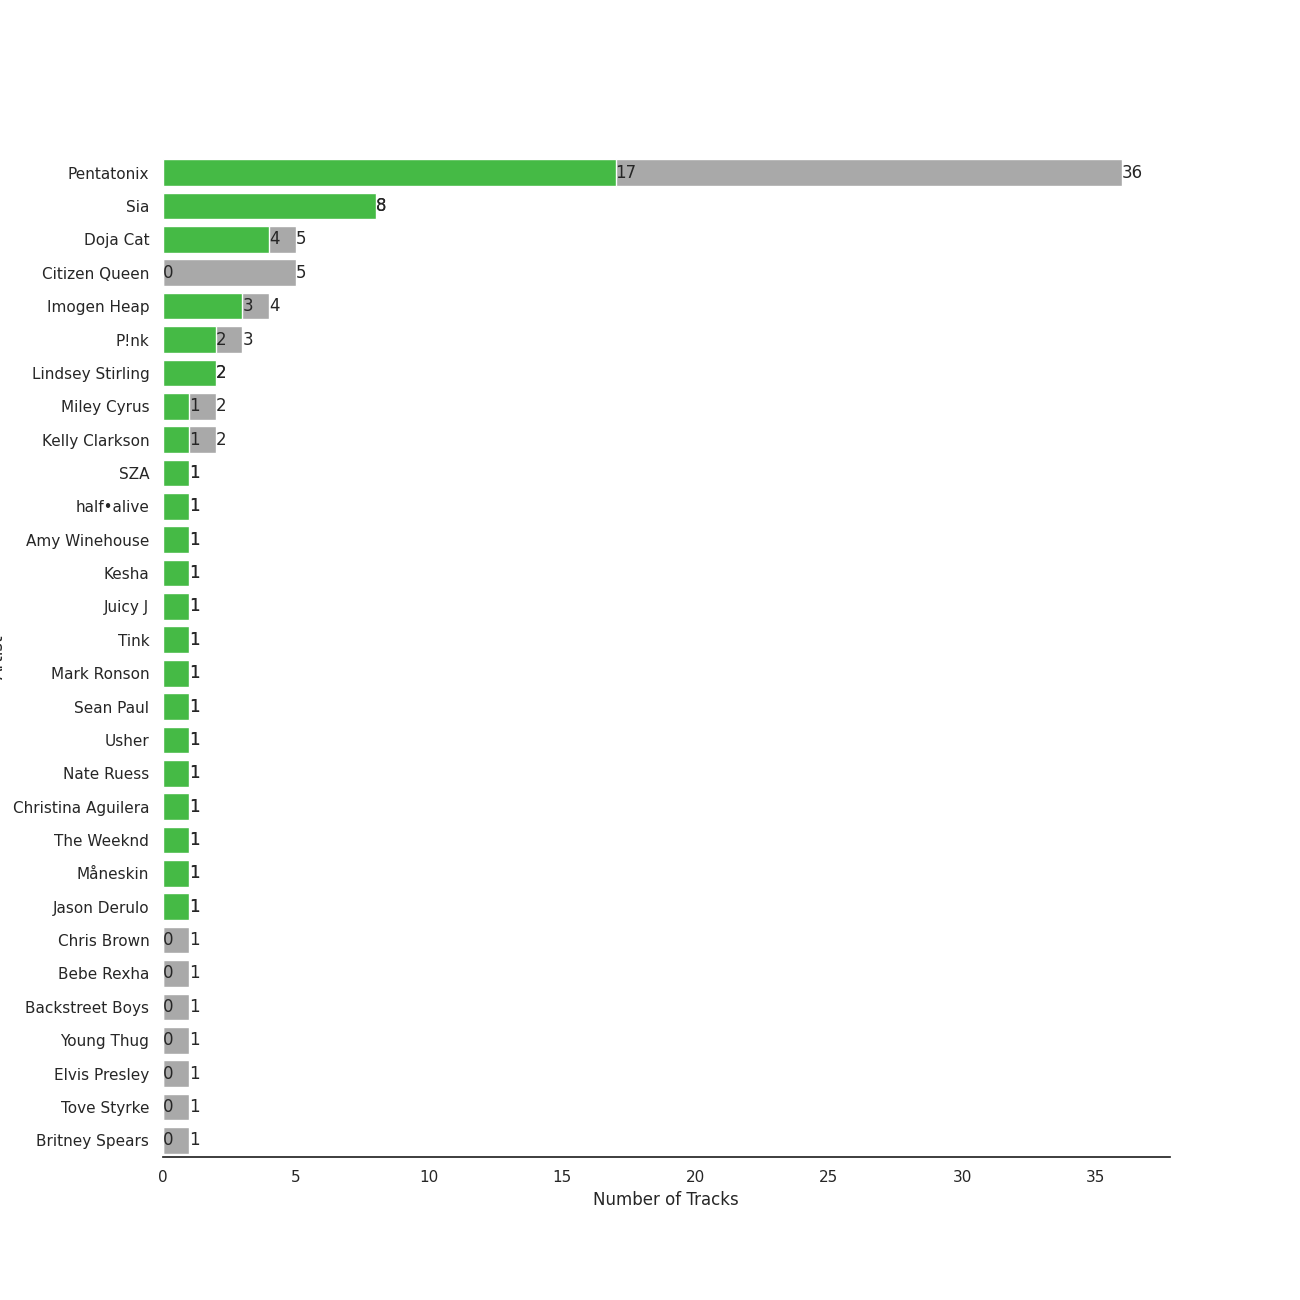 Pentatonix 17 36
Sia 8
Doja Cat 4 5
Citizen Queen 0 5
Imogen Heap 3 4
P!nk 2 3
Lindsey Stirling 2
Miley Cyrus 1 2
Kelly Clarkson 1 2
SZA 1
half•alive 1
Amy Winehouse 1
Kesha 1
Juicy J 1
Tink 1
Mark Ronson 1
Sean Paul 1
Usher 1
Nate Ruess 1
Christina Aguilera 1
The Weeknd 1
Måneskin 1
Jason Derulo 1
Chris Brown 0 1
Bebe Rexha 0 1
Backstreet Boys 0 1
Young Thug 0 1
Elvis Presley 0 1
Tove Styrke 0 1
Britney Spears 0 1
0 5 10 15 20 25 30 35
Number of Tracks